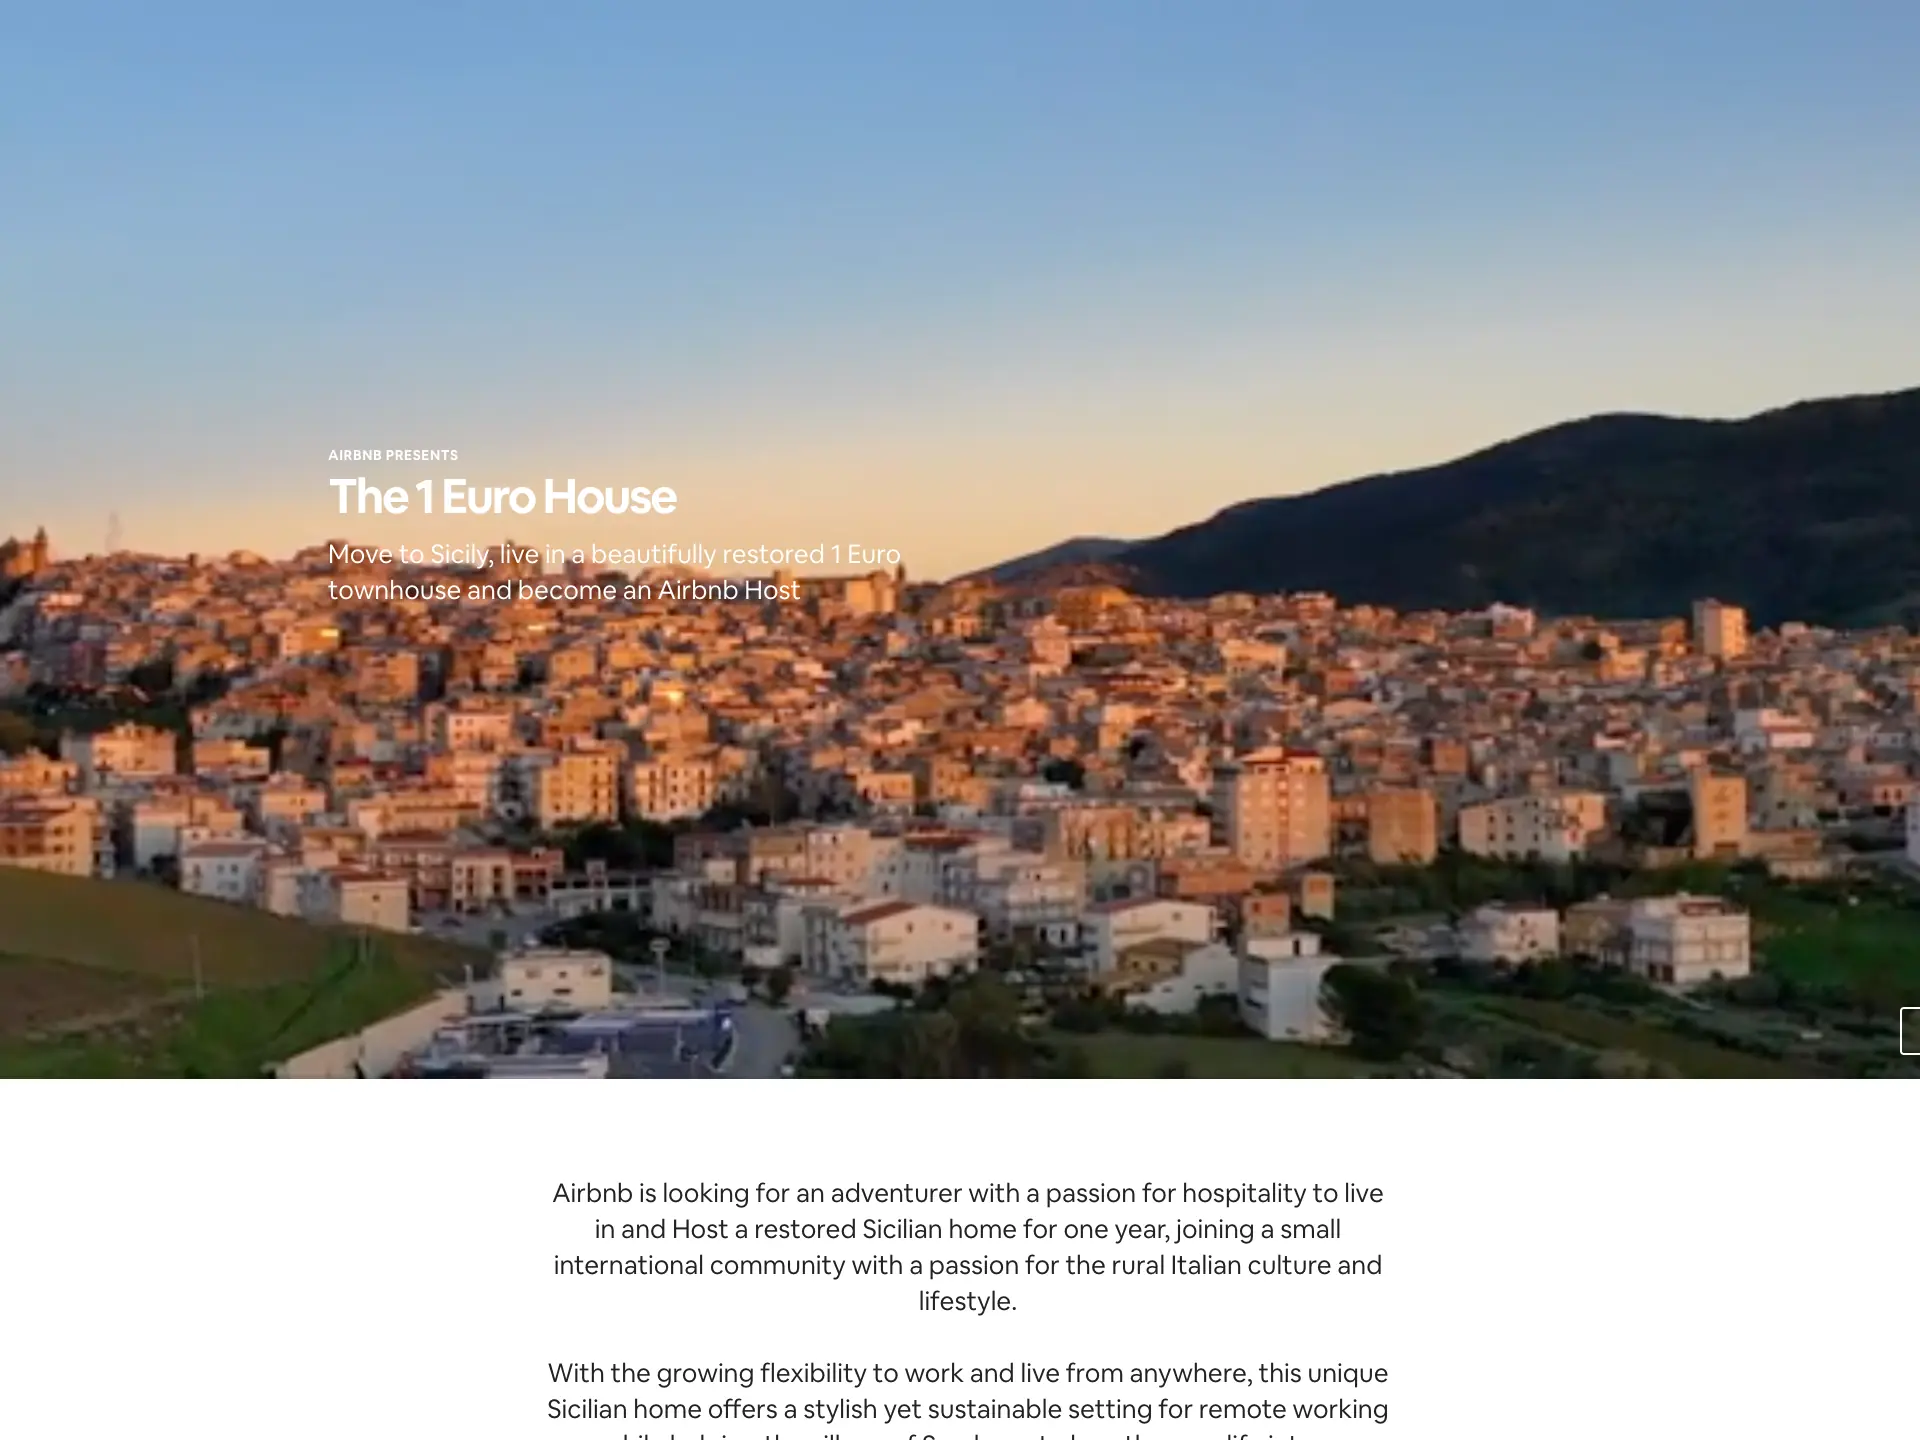 AIRBNB PRESENTS
The 1 Euro House
Move to Sicily, live in a beautifully restored 1 Euro
townhouse and become an Airbnb Host
Airbnb is looking for an adventurer with a passion for hospitality to live
in and Host a restored Sicilian home for one year, joining a small
international community with a passion for the rural Italian culture and
lifestyle.
With the growing flexibility to work and live from anywhere, this unique
Sicilian home offers a stylish yet sustainable setting for remote working